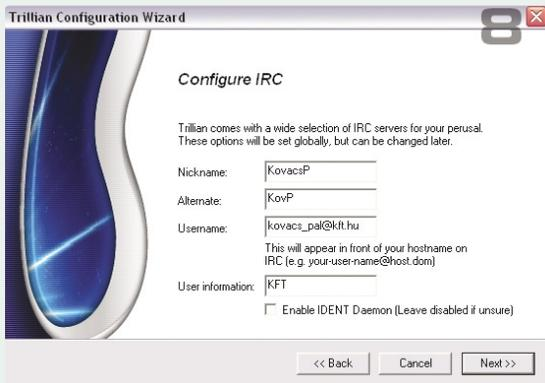 Trillian Configuration Wizard
8
Configure IRC
Trillian comes with a wide selection of IRC servers for your perusal.
These options will be set globally, but can be changed later.
Nickname: KovacsP
Alternate: KovP
Username: kovacs_pal@kft.hu
This will appear in front of your hostname on
IRC (e.g. your-user-name@host.dom)
User information: KFT
Enable IDENT Daemon (Leave disabled if unsure)
<< Back Cancel Next >>